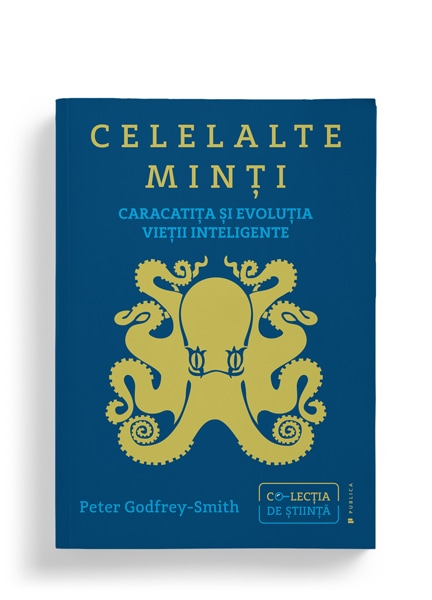 CELELALTE
MINȚI
CARACATIȚA ȘI EVOLUȚIA
VIEȚII INTELIGENTE
Peter Godfrey-Smith
COLECȚIA
DE ȘTIINȚĂ
PUBLICA